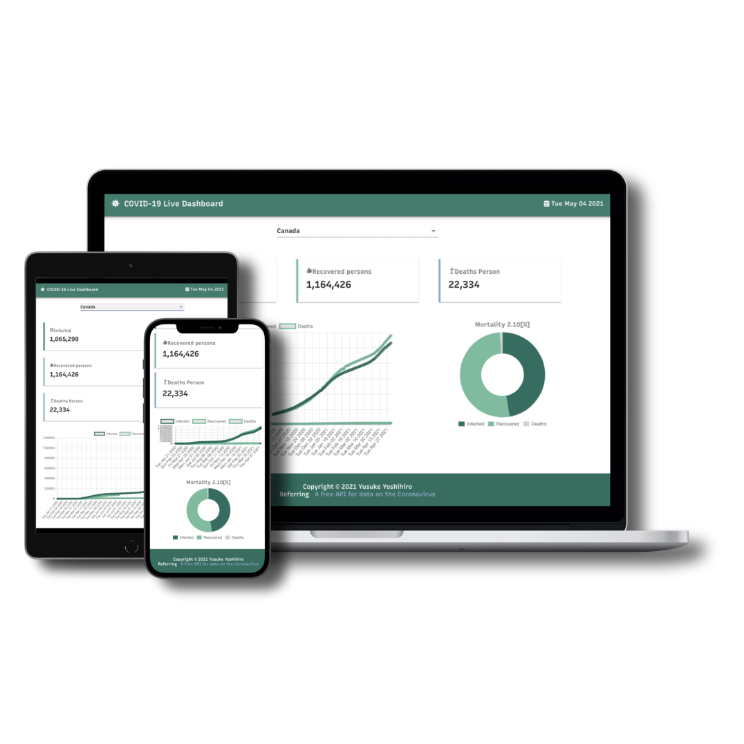 COVID-19 Live Dashboard
Tue May 04 2021
Canada
Recovered persons
1,164,426
Deaths Person
22,334
Deaths
Mortality 2.10[%]
Infected Recovered Deaths
Copyright © 2021 Yusuke Yoshihiro
Referring A free API for data on the Coronavirus
COVID-19 Live Dashboard
Tue May 04 2021
Canada
Infected
1,065,299
Recovered persons
1,164,426
Deaths Person
22,334
Infected Recovered
Recovered persons
1,164,426
Deaths Person
22,334
Infected Recovered Deaths
Mortality 2.10[%]
Infected Recovered Deaths
Copyright © 2021 Yusuke Yoshihiro
Referring A free API for data on the Coronavirus